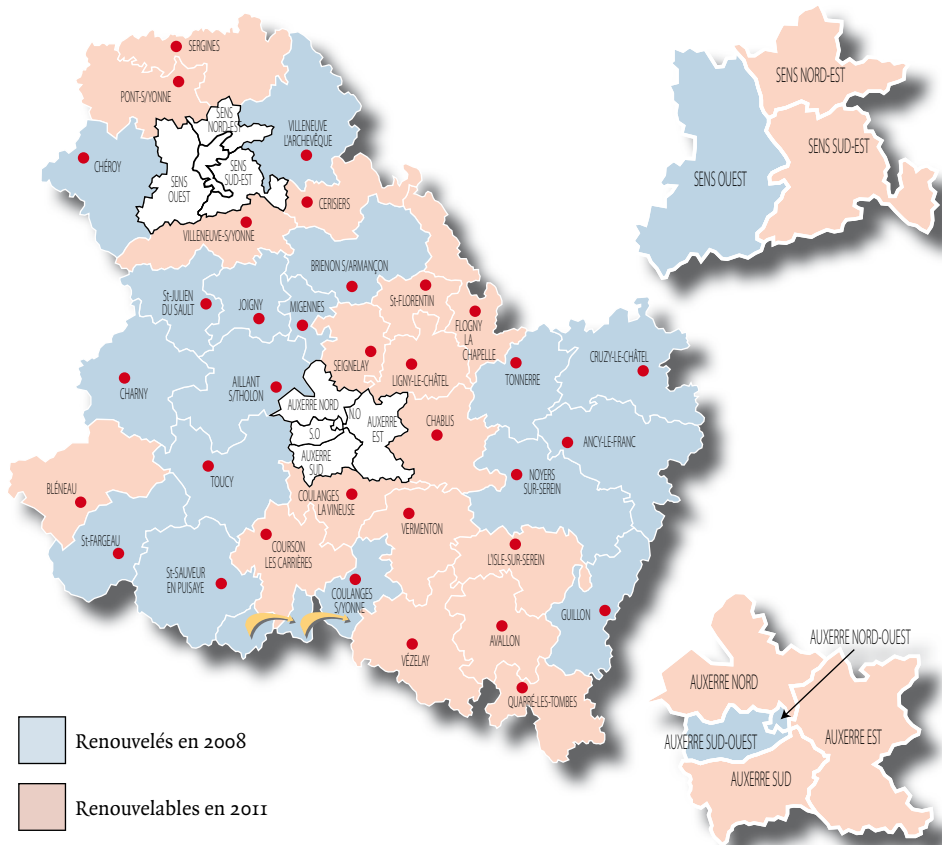 SERGINES
PONT-S/YONNE
SENS
NORD-EST
VILLENEUVE
L'ARCHEVÊQUE
CHÉROY
SENS
OUEST
SENS
SUD-EST
CERISIERS
VILLENEUVE-S/YONNE
BRIENON S/ARMANÇON
St-JULIEN
DU SAULT
JOIGNY
MIGENNES
St-FLORENTIN
FLOGNY
LA
CHAPELLE
SEIGNELAY
LIGNY-LE-CHÂTEL
TONNERRE
CRUZY-LE-CHÂTEL
CHARNY
AILLANT
S/THOLON
AUXERRE NORD
N.O
AUXERRE
EST
S.O
AUXERRE
SUD
CHABLIS
ANCY-LE-FRANC
NOYERS
SUR-SEREIN
TOUCY
BLÉNEAU
COULANGES
LA VINEUSE
VERMENTON
St-FARGEAU
COURSON
LES CARRIÈRES
L'ISLE-SUR-SEREIN
St-SAUVEUR
EN PUISAYE
COULANGES
S/YONNE
GUILLON
AVALLON
VÉZELAY
QUARRÉ-LES-TOMBES
SENS NORD-EST
SENS SUD-EST
SENS OUEST
AUXERRE NORD-OUEST
AUXERRE NORD
AUXERRE SUD-OUEST
AUXERRE EST
AUXERRE SUD
Renouvelés en 2008
Renouvelables en 2011